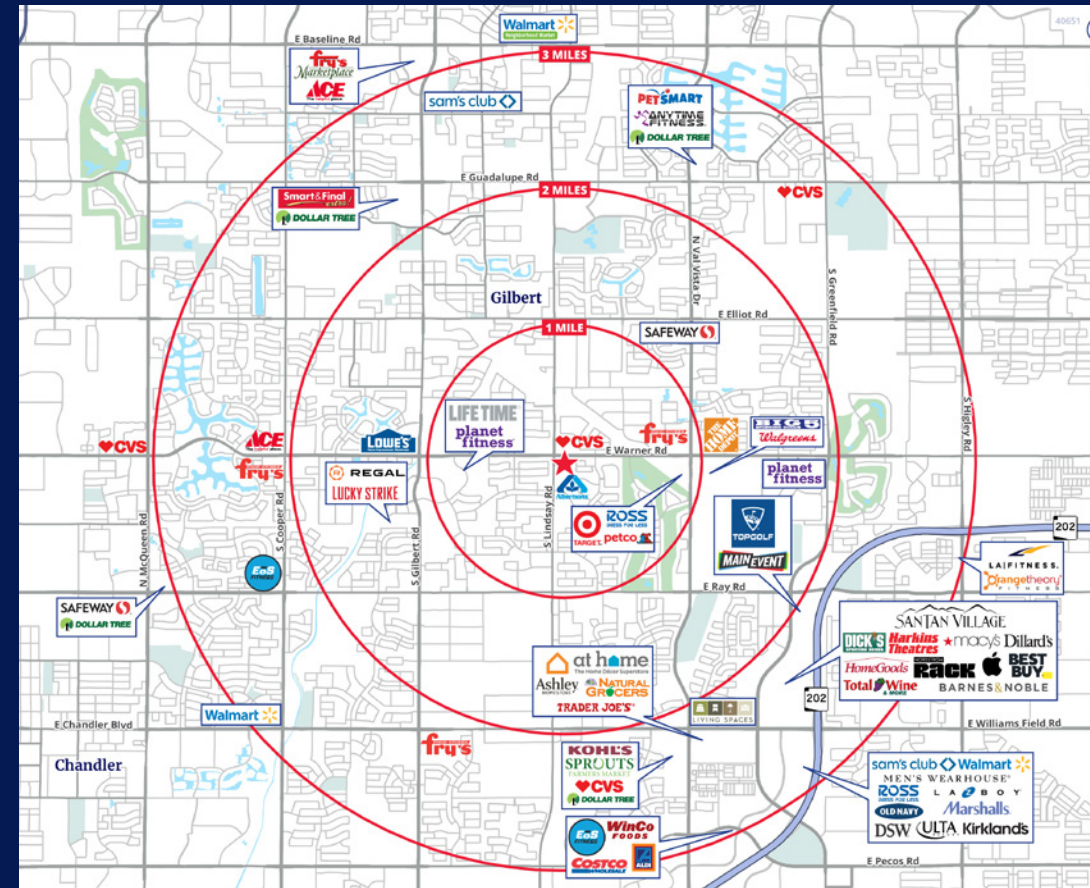 Walmart
Neighborhood Market
40651
E Baseline Rd
3 MILES
fry's
Marketplace
ACE
The helpful place
sam's club
PETSMART
ANYTIME
FITNESS
DOLLAR TREE
E Guadalupe Rd
2 MILES
CVS
Smart&Final
extra!
DOLLAR TREE
N Val Vista Dr
Gilbert
S Greenfield Rd
E Elliot Rd
1 MILE
SAFEWAY
S Higley Rd
LIFE TIME
planet
fitness
CVS
ACE
LOWE'S
CVS
fry's
THE HOME DEPOT
BIG 5
Walgreens
E Warner Rd
fry's
REGAL
LUCKY STRIKE
planet
fitness
Albertsons
S Lindsay Rd
TARGET
ROSS
DRESS FOR LESS
petco
TOPGOLF
MAIN EVENT
N McQueen Rd
S Cooper Rd
S Gilbert Rd
202
EoS
FITNESS
LA|FITNESS.
Orangetheory
FITNESS
E Ray Rd
SAFEWAY
DOLLAR TREE
SANTAN VILLAGE
DICK'S
SPORTING GOODS
Harkins
Theatres
macy's
Dillard's
HomeGoods
NORDSTROM
RACK
BEST
BUY
Total Wine
& MORE
BARNES&NOBLE
at home
The Home Décor Superstore
Ashley
HOMESTORE
NATURAL
GROCERS
TRADER JOE'S
LIVING SPACES
202
Walmart
E Chandler Blvd
E Williams Field Rd
fry's
Chandler
KOHL'S
SPROUTS
FARMERS MARKET
CVS
DOLLAR TREE
sam's club Walmart
MEN'S WEARHOUSE
ROSS
DRESS FOR LESS
LA Z BOY
OLD NAVY
Marshalls
DSW
ULTA
Kirkland's
EoS
FITNESS
WinCo
FOODS
COSTCO
WHOLESALE
ALDI
E Pecos Rd